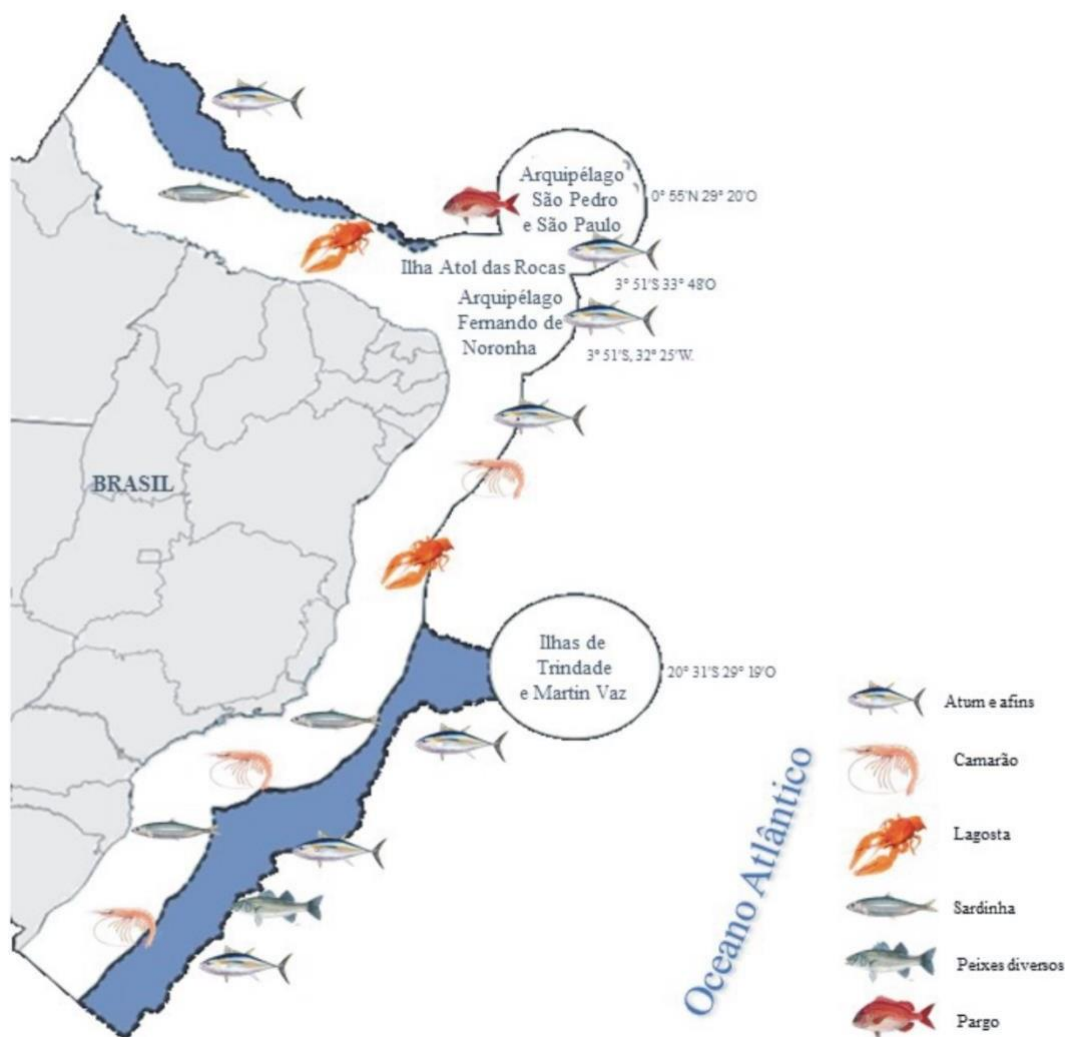 Arquipélago
São Pedro
e São Paulo
0° 55'N 29° 20'O
Ilha Atol das Rocas
3° 51'S 33° 48'O
Arquipélago
Fernando de
Noronha
3° 51'S, 32° 25'W.
BRASIL
Ilhas de
Trindade
e Martin Vaz
20° 31'S 29° 19'O
Oceano Atlântico
Atum e afins
Camarão
Lagosta
Sardinha
Peixes diversos
Pargo